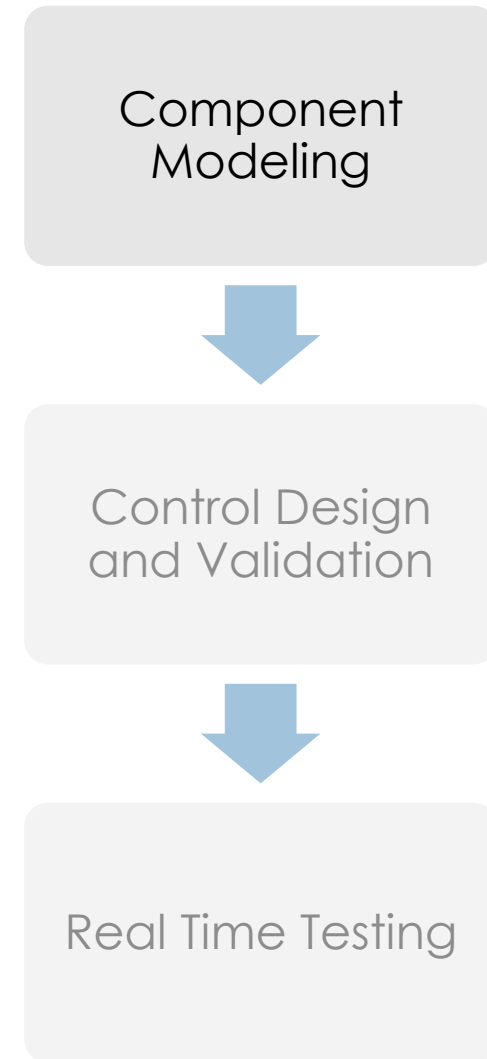 Component
Modeling
Control Design
and Validation
Real Time Testing